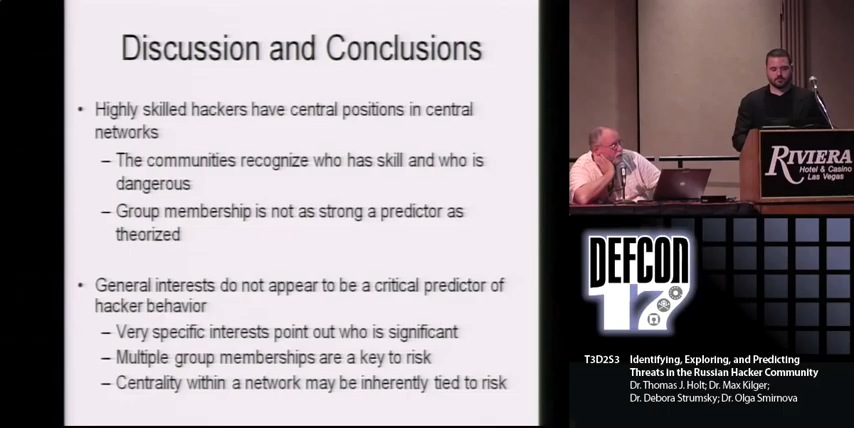 Discussion and Conclusions
• Highly skilled hackers have central positions in central
networks
– The communities recognize who has skill and who is
dangerous
– Group membership is not as strong a predictor as
theorized
• General interests do not appear to be a critical predictor of
hacker behavior
– Very specific interests point out who is significant
– Multiple group memberships are a key to risk
– Centrality within a network may be inherently tied to risk
RIVIERA
Hotel & Casino
Las Vegas
DEFCON
17
T3D2S3 Identifying, Exploring, and Predicting
Threats in the Russian Hacker Community
Dr. Thomas J. Holt; Dr. Max Kilger;
Dr. Debora Strumsky; Dr. Olga Smirnova